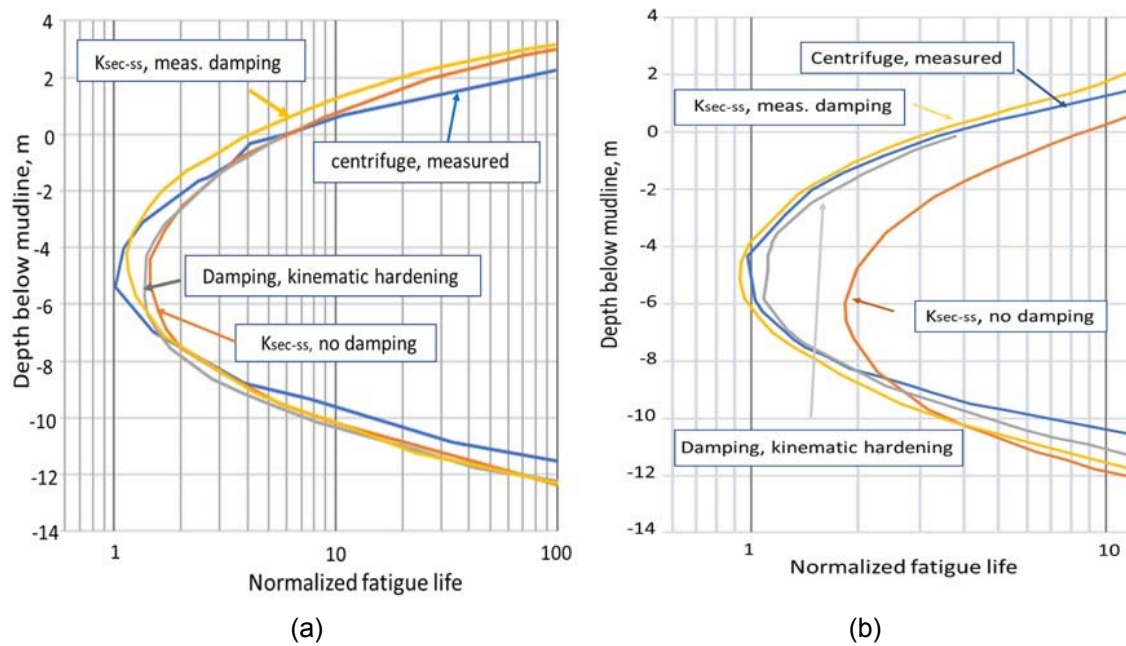 4
2
0
-2
-4
-6
-8
-10
-12
-14
Depth below mudline, m
Ksec-ss, meas. damping
centrifuge, measured
Damping, kinematic hardening
Ksec-ss, no damping
1
10
100
Normalized fatigue life
(a)
4
2
0
-2
-4
-6
-8
-10
-12
-14
Depth below mudline, m
Centrifuge, measured
Ksec-ss, meas. damping
Ksec-ss, no damping
Damping, kinematic hardening
1
10
Normalized fatigue life
(b)